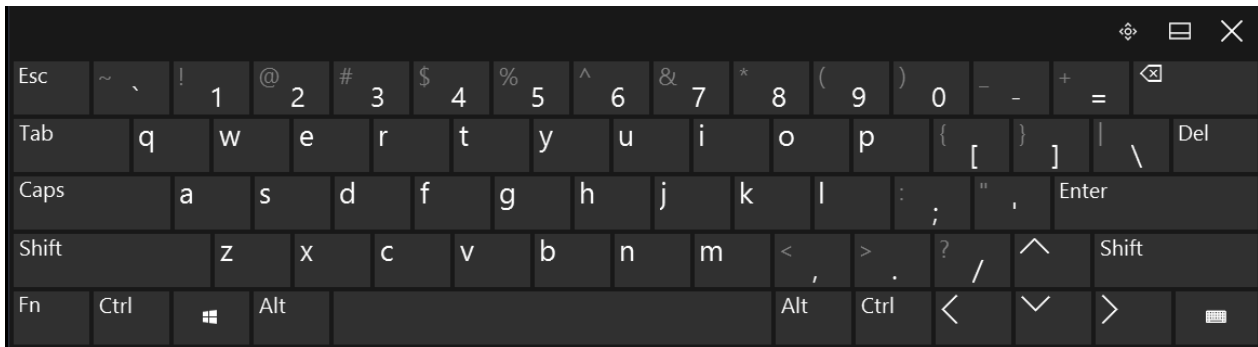 Esc ~ ` ! 1 @ 2 # 3 $ 4 % 5 ^ 6 & 7 * 8 ( 9 ) 0 _ - + =
Tab q w e r t y u i o p { [ } ] | \ Del
Caps a s d f g h j k l : ; " ' Enter
Shift z x c v b n m < , > . ? / Shift
Fn Ctrl Alt Alt Ctrl